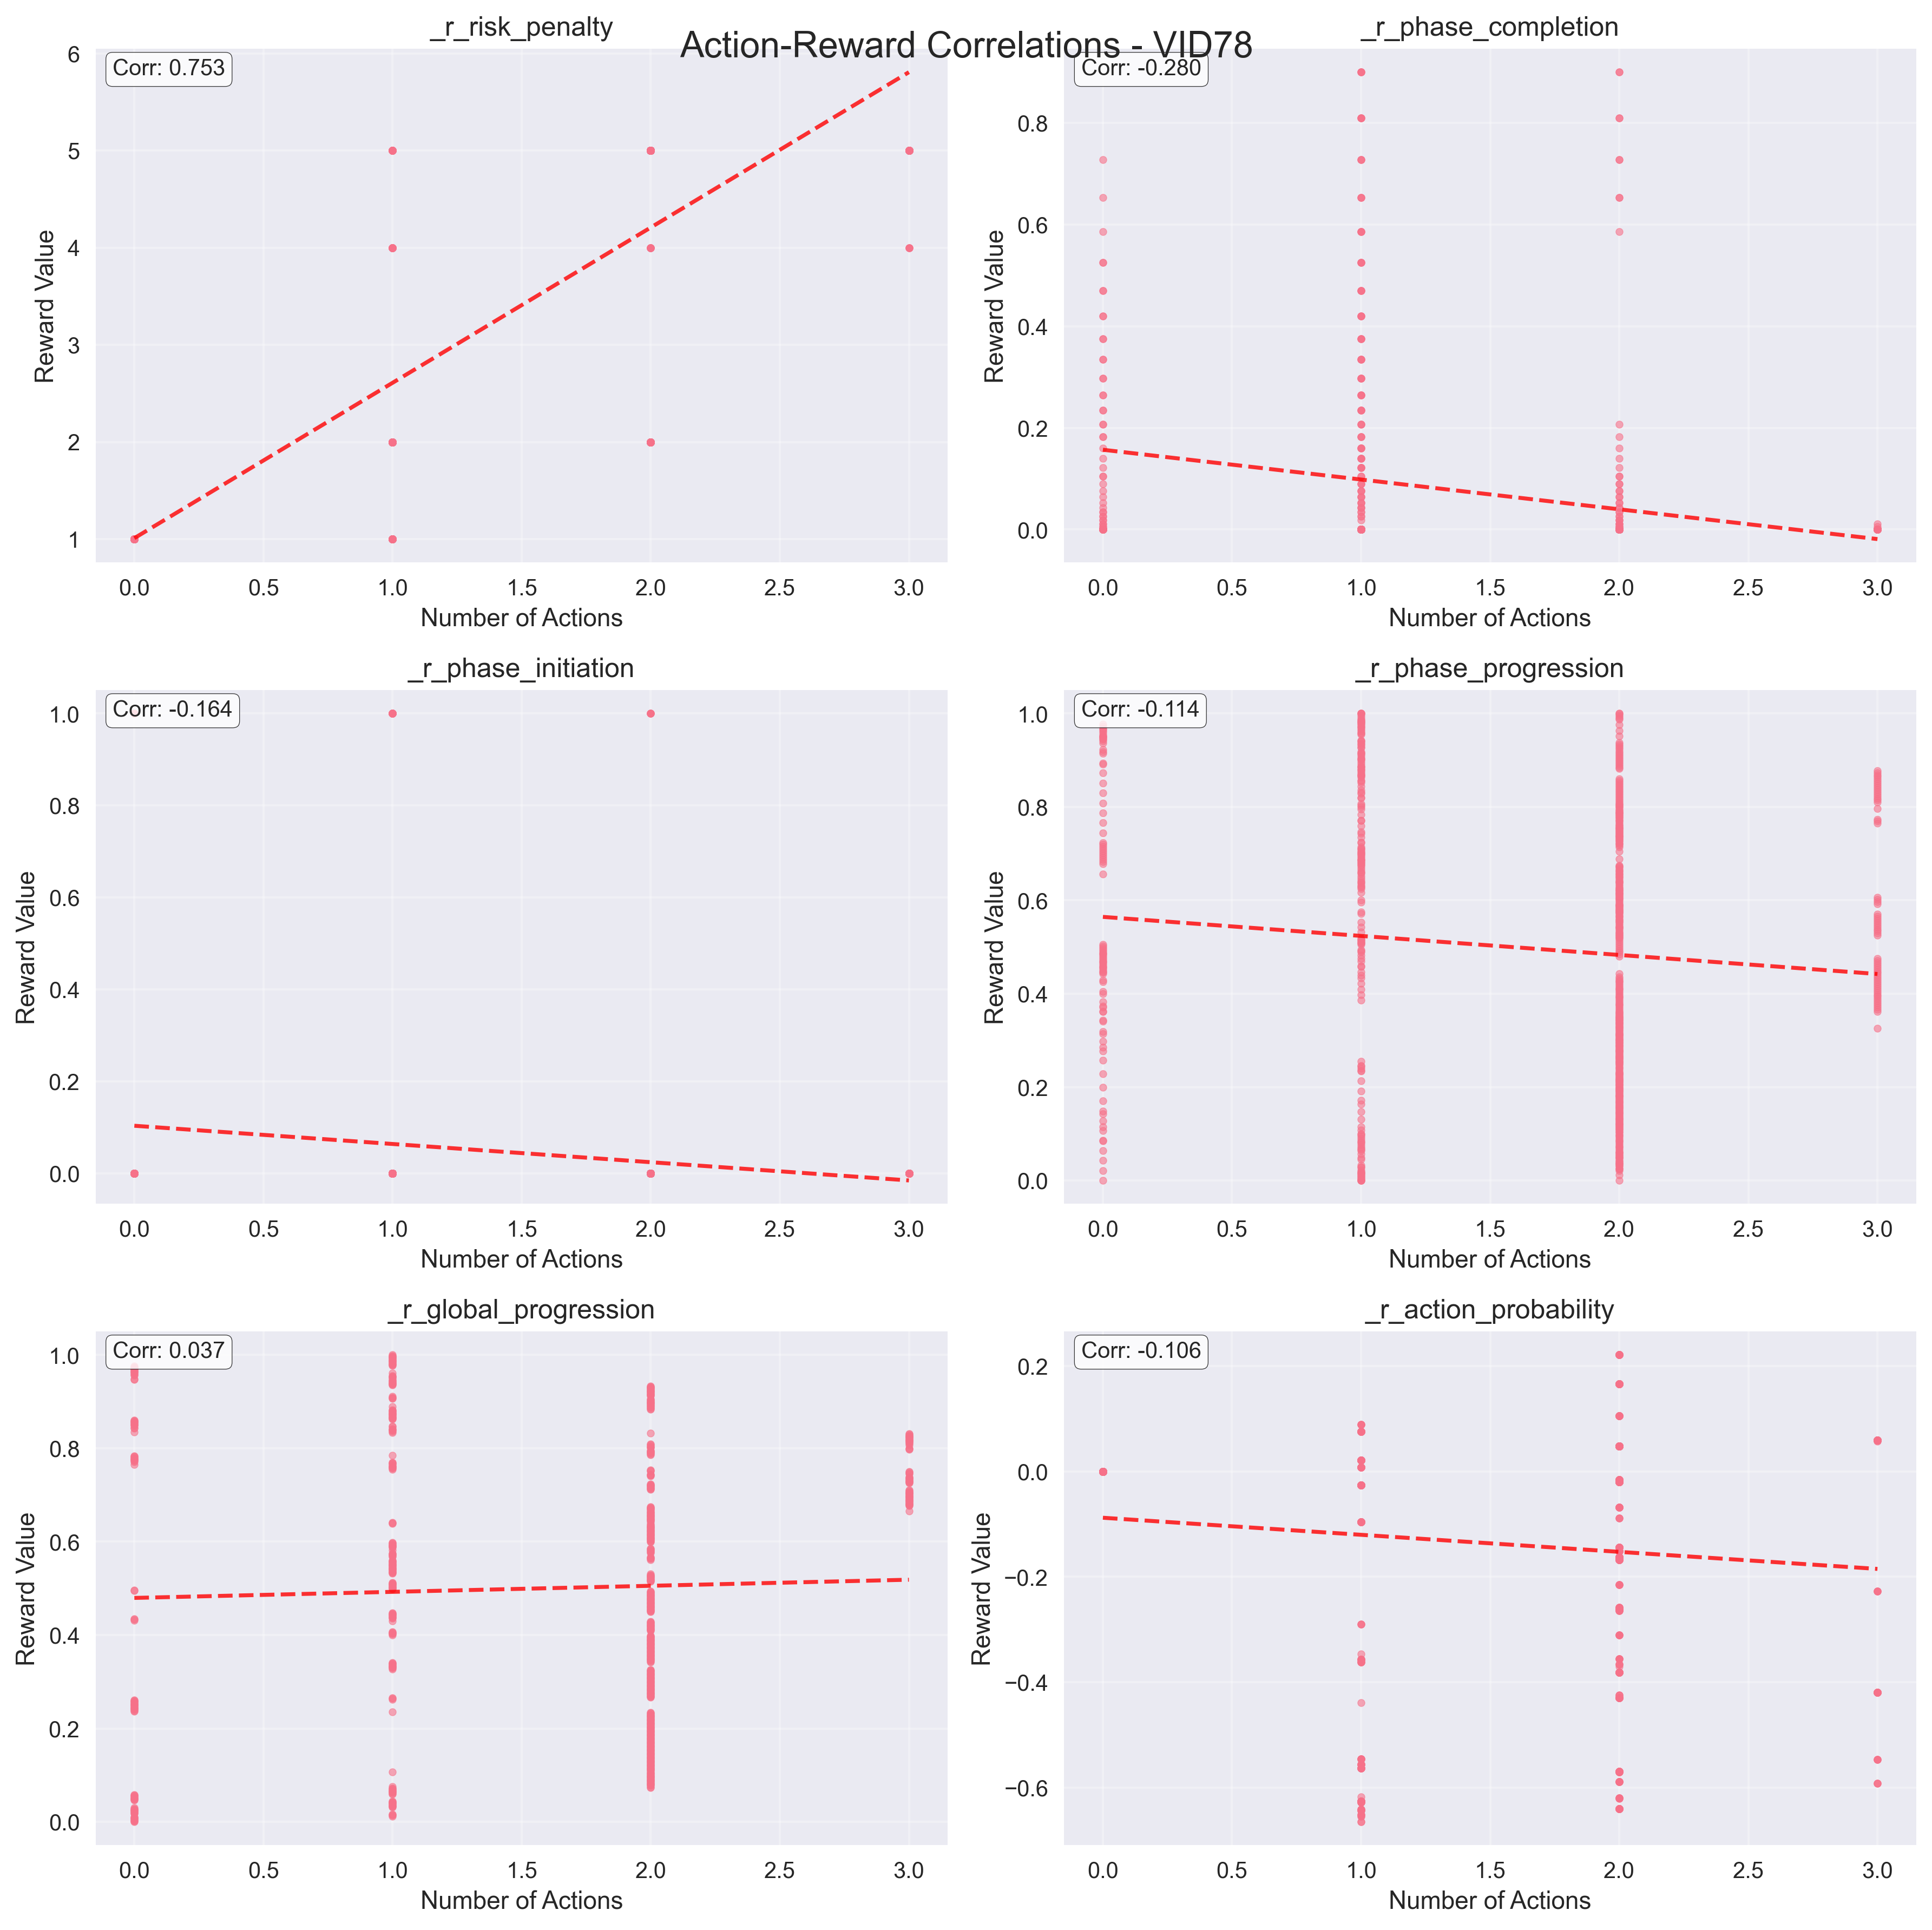 Action-Reward Correlations - VID78
_r_risk_penalty
Corr: 0.753
Reward Value
6
5
4
3
2
1
0.0 0.5 1.0 1.5 2.0 2.5 3.0
Number of Actions
_r_phase_completion
Corr: -0.280
Reward Value
0.8
0.6
0.4
0.2
0.0
0.0 0.5 1.0 1.5 2.0 2.5 3.0
Number of Actions
_r_phase_initiation
Corr: -0.164
Reward Value
1.0
0.8
0.6
0.4
0.2
0.0
0.0 0.5 1.0 1.5 2.0 2.5 3.0
Number of Actions
_r_phase_progression
Corr: -0.114
Reward Value
1.0
0.8
0.6
0.4
0.2
0.0
0.0 0.5 1.0 1.5 2.0 2.5 3.0
Number of Actions
_r_global_progression
Corr: 0.037
Reward Value
1.0
0.8
0.6
0.4
0.2
0.0
0.0 0.5 1.0 1.5 2.0 2.5 3.0
Number of Actions
_r_action_probability
Corr: -0.106
Reward Value
0.2
0.0
−0.2
−0.4
−0.6
0.0 0.5 1.0 1.5 2.0 2.5 3.0
Number of Actions